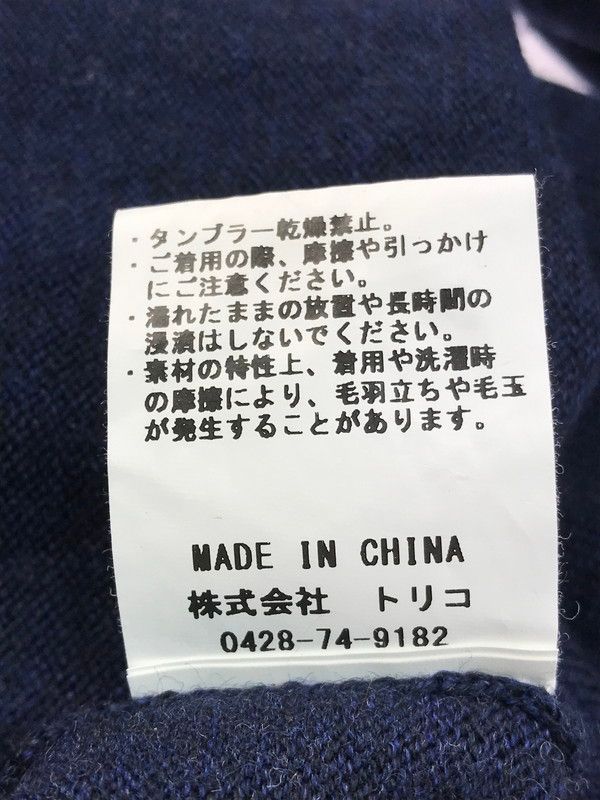 ・タンブラー乾燥禁止。
・ご着用の際、摩擦や引っかけ
にご注意ください。
・濡れたままの放置や長時間の
浸漬はしないでください。
・素材の特性上、着用や洗濯時
の摩擦により、毛羽立ちや毛玉
が発生することがあります。
MADE IN CHINA
株式会社　トリコ
0428-74-9182